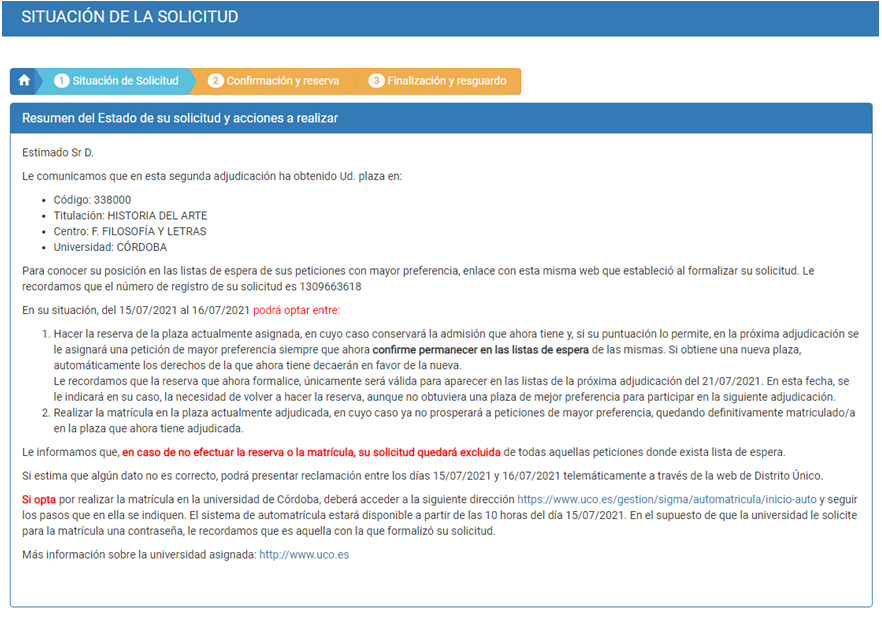 SITUACIÓN DE LA SOLICITUD
1 Situación de Solicitud 2 Confirmación y reserva 3 Finalización y resguardo
Resumen del Estado de su solicitud y acciones a realizar
Estimado Sr D.
Le comunicamos que en esta segunda adjudicación ha obtenido Ud. plaza en:
• Código: 338000
• Titulación: HISTORIA DEL ARTE
• Centro: F. FILOSOFÍA Y LETRAS
• Universidad: CÓRDOBA
Para conocer su posición en las listas de espera de sus peticiones con mayor preferencia, enlace con esta misma web que estableció al formalizar su solicitud. Le
recordamos que el número de registro de su solicitud es 1309663618
En su situación, del 15/07/2021 al 16/07/2021 podrá optar entre:
1. Hacer la reserva de la plaza actualmente asignada, en cuyo caso conservará la admisión que ahora tiene y, si su puntuación lo permite, en la próxima adjudicación se
le asignará una petición de mayor preferencia siempre que ahora confirme permanecer en las listas de espera de las mismas. Si obtiene una nueva plaza,
automáticamente los derechos de la que ahora tiene decaerán en favor de la nueva.
Le recordamos que la reserva que ahora formalice, únicamente será válida para aparecer en las listas de la próxima adjudicación del 21/07/2021. En esta fecha, se
le indicará en su caso, la necesidad de volver a hacer la reserva, aunque no obtuviera una plaza de mejor preferencia para participar en la siguiente adjudicación.
2. Realizar la matrícula en la plaza actualmente adjudicada, en cuyo caso ya no prosperará a peticiones de mayor preferencia, quedando definitivamente matriculado/a
en la plaza que ahora tiene adjudicada.
Le informamos que, en caso de no efectuar la reserva o la matrícula, su solicitud quedará excluida de todas aquellas peticiones donde exista lista de espera.
Si estima que algún dato no es correcto, podrá presentar reclamación entre los días 15/07/2021 y 16/07/2021 telemáticamente a través de la web de Distrito Único.
Si opta por realizar la matrícula en la universidad de Córdoba, deberá acceder a la siguiente dirección https://www.uco.es/gestion/sigma/automatricula/inicio-auto y seguir
los pasos que en ella se indiquen. El sistema de automatrícula estará disponible a partir de las 10 horas del día 15/07/2021. En el supuesto de que la universidad le solicite
para la matrícula una contraseña, le recordamos que es aquella con la que formalizó su solicitud.
Más información sobre la universidad asignada: http://www.uco.es